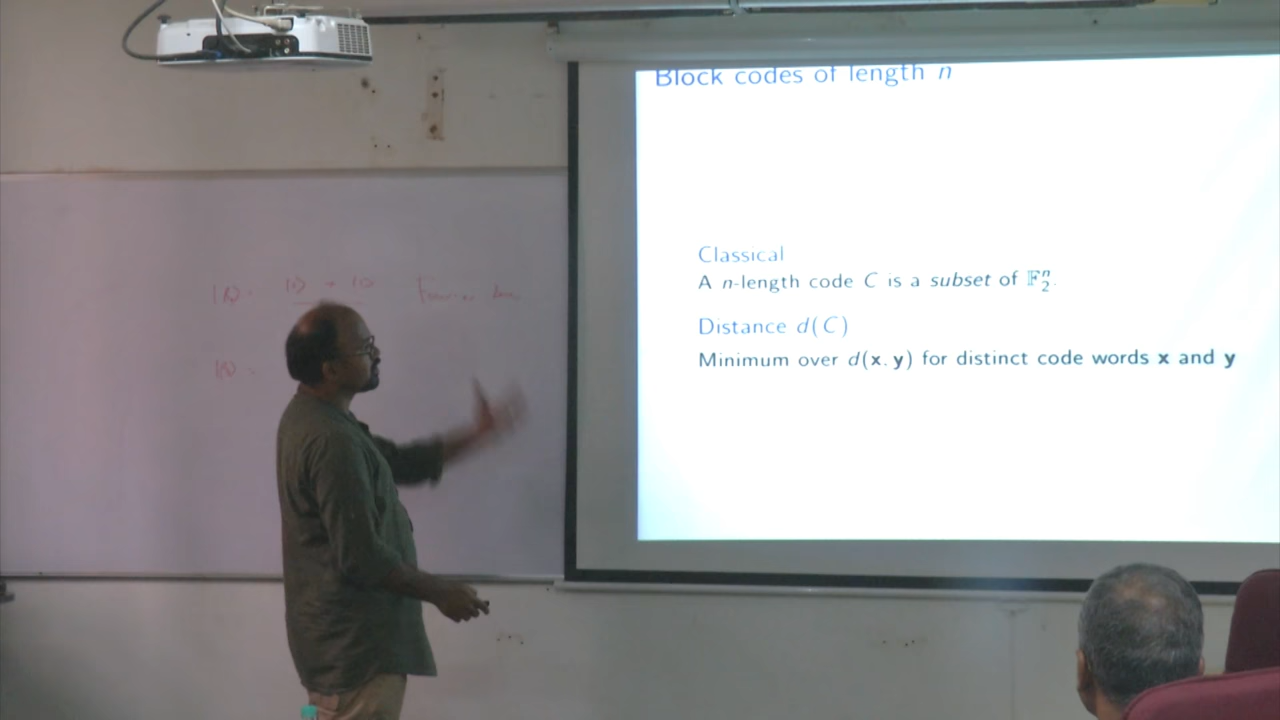 Block codes of length n
Classical
A n-length code C is a subset of 𝔽₂ⁿ.
Distance d(C)
Minimum over d(x, y) for distinct code words x and y